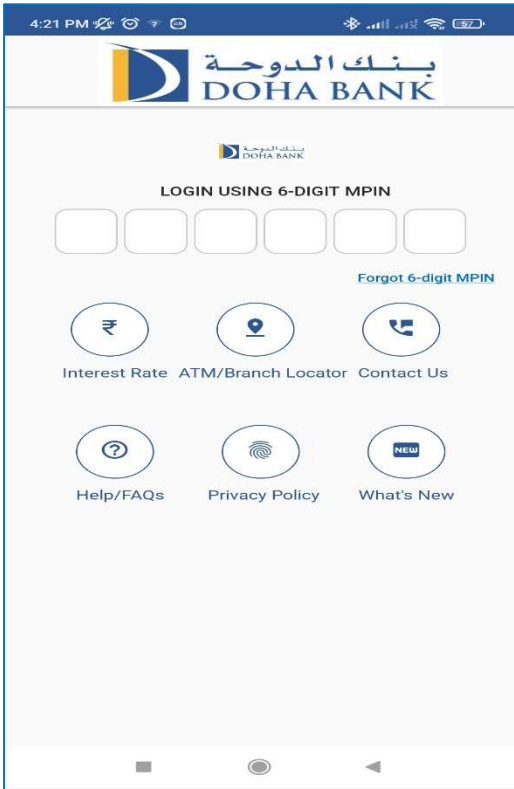 4:21 PM
57
بنك الدوحة
DOHA BANK
بنك الدوحة
DOHA BANK
LOGIN USING 6-DIGIT MPIN
Forgot 6-digit MPIN
₹
Interest Rate ATM/Branch Locator Contact Us
?
NEW
Help/FAQs Privacy Policy What's New